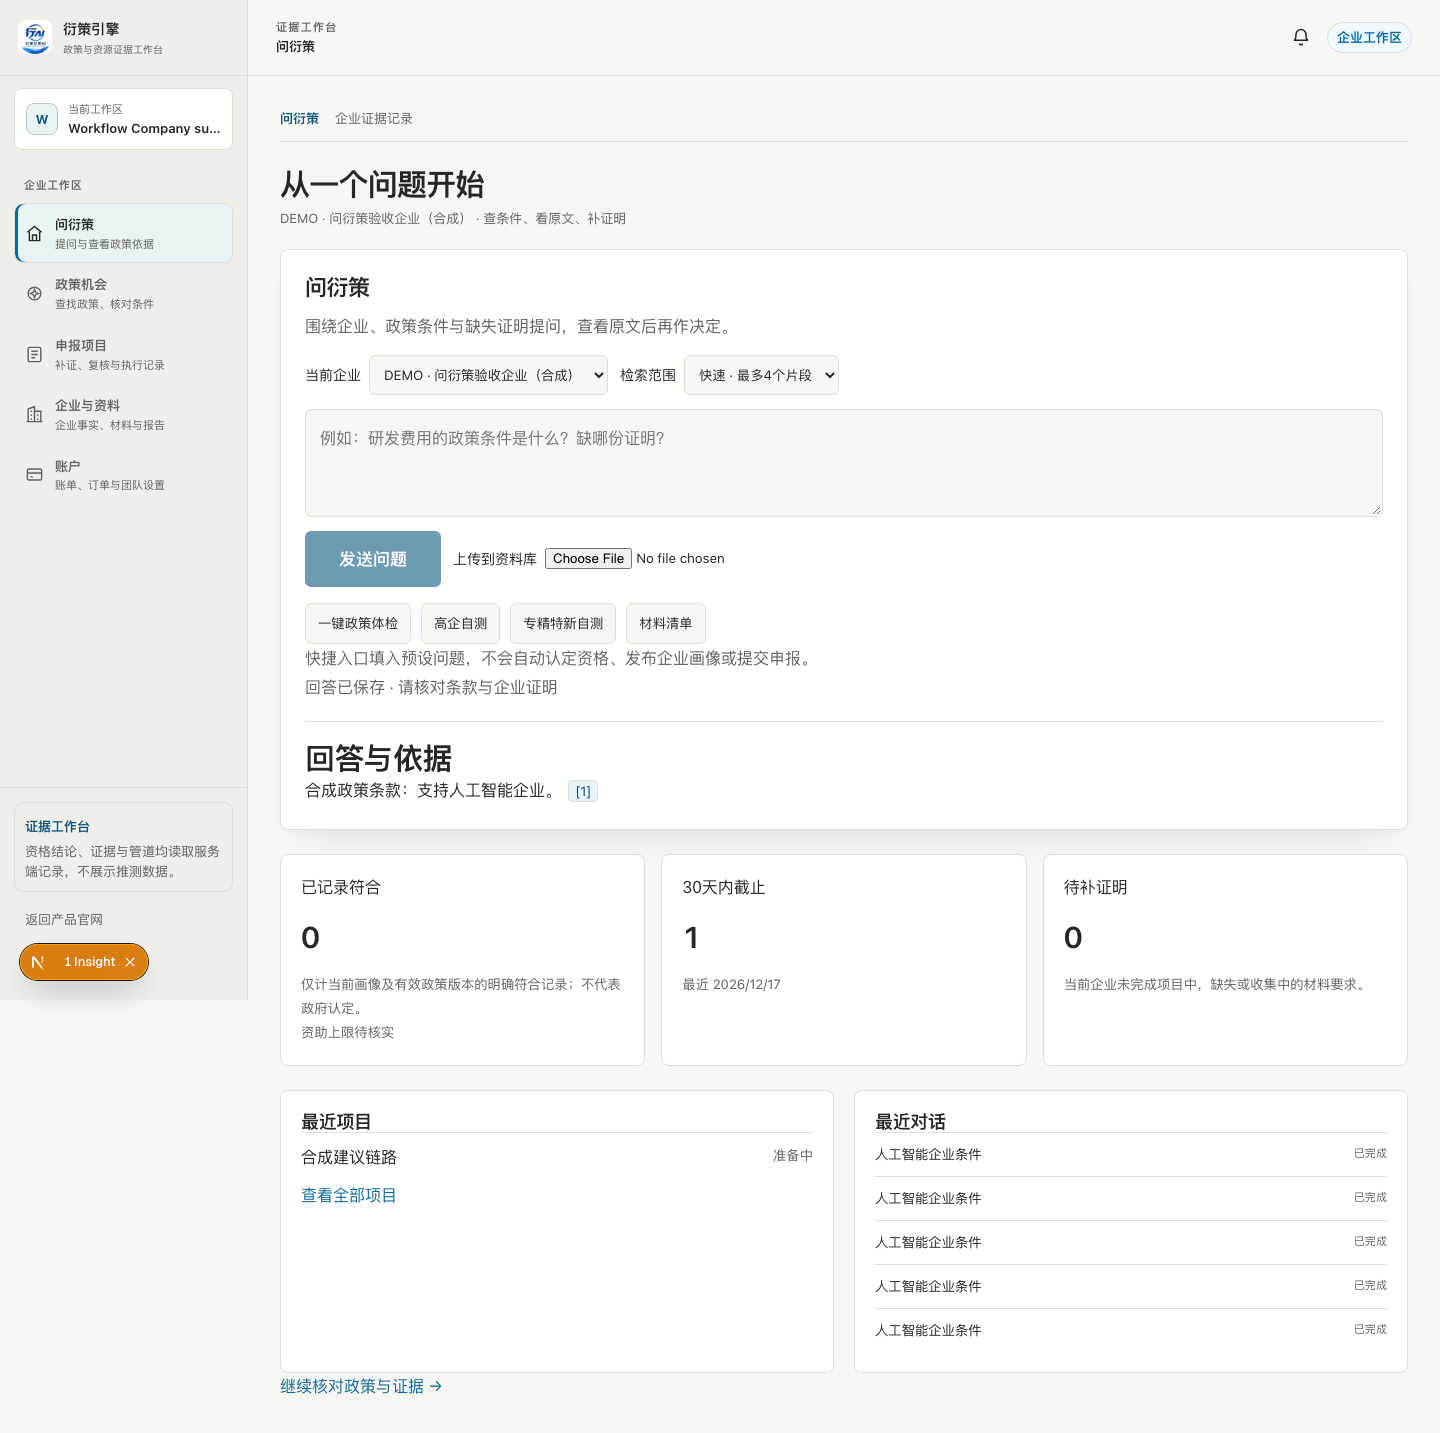 衍策引擎
政策与资源证据工作台
W
当前工作区
Workflow Company su...
企业工作区
问衍策
提问与查看政策依据
政策机会
查找政策、核对条件
申报项目
补证、复核与执行记录
企业与资料
企业事实、材料与报告
账户
账单、订单与团队设置
证据工作台
资格结论、证据与管道均读取服务
端记录，不展示推测数据。
返回产品官网
1 Insight
证据工作台
问衍策
企业工作区
问衍策 企业证据记录
从一个问题开始
DEMO · 问衍策验收企业（合成） · 查条件、看原文、补证明
问衍策
围绕企业、政策条件与缺失证明提问，查看原文后再作决定。
当前企业 DEMO · 问衍策验收企业（合成） 检索范围 快速 · 最多4个片段
例如：研发费用的政策条件是什么？缺哪份证明？
发送问题 上传到资料库 Choose File No file chosen
一键政策体检 高企自测 专精特新自测 材料清单
快捷入口填入预设问题，不会自动认定资格、发布企业画像或提交申报。
回答已保存 · 请核对条款与企业证明
回答与依据
合成政策条款：支持人工智能企业。 [1]
已记录符合
0
仅计当前画像及有效政策版本的明确符合记录；不代表
政府认定。
资助上限待核实
30天内截止
1
最近 2026/12/17
待补证明
0
当前企业未完成项目中，缺失或收集中的材料要求。
最近项目
合成建议链路 准备中
查看全部项目
最近对话
人工智能企业条件 已完成
人工智能企业条件 已完成
人工智能企业条件 已完成
人工智能企业条件 已完成
人工智能企业条件 已完成
继续核对政策与证据 →